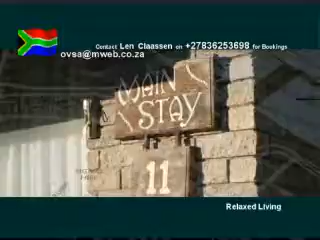 Contact Len Claassen on +27836253698 for Bookings
ovsa@mweb.co.za
MAIN
STAY
11
Relaxed Living